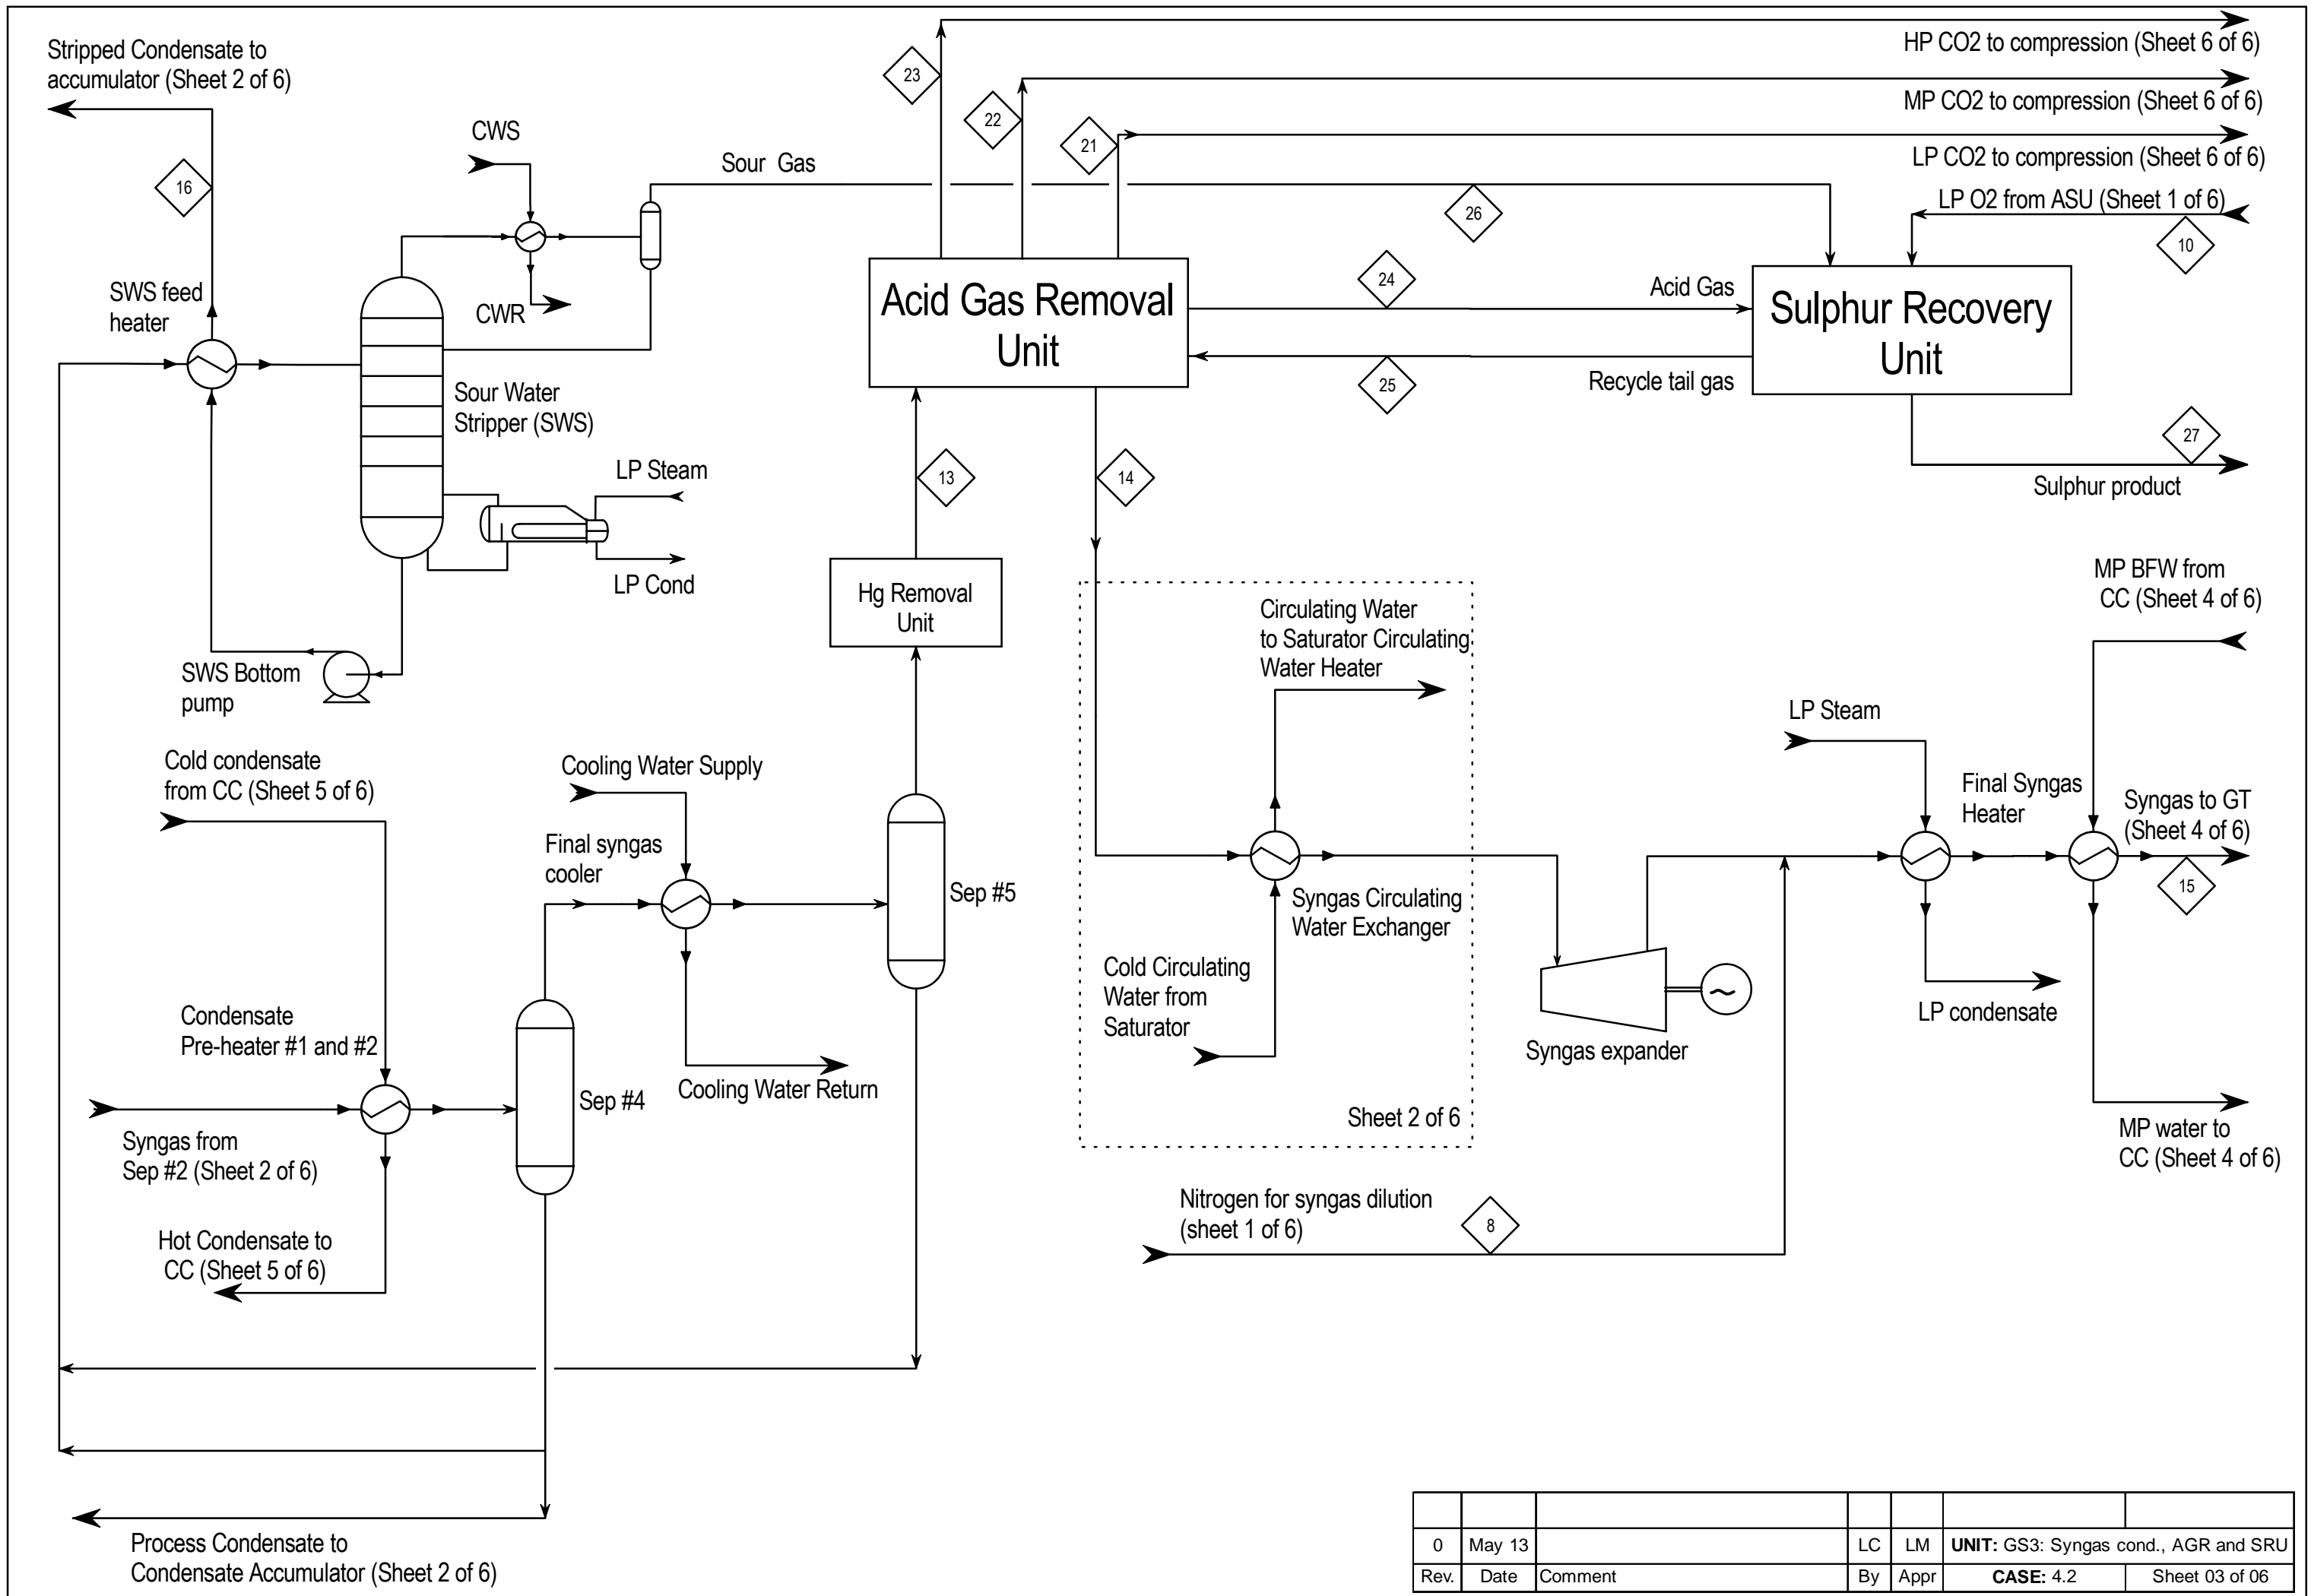 HP CO2 to compression (Sheet 6 of 6)
Stripped Condensate to
accumulator (Sheet 2 of 6)
23
MP CO2 to compression (Sheet 6 of 6)
22
CWS
21
LP CO2 to compression (Sheet 6 of 6)
Sour Gas
16
26
LP O2 from ASU (Sheet 1 of 6)
10
SWS feed
heater
CWR
Acid Gas Removal
Unit
24
Acid Gas
Sulphur Recovery
Unit
25
Recycle tail gas
Sour Water
Stripper (SWS)
27
Sulphur product
LP Steam
13
14
LP Cond
Hg Removal
Unit
MP BFW from
CC (Sheet 4 of 6)
Circulating Water
to Saturator Circulating
Water Heater
SWS Bottom
pump
LP Steam
Cold condensate
from CC (Sheet 5 of 6)
Cooling Water Supply
Final Syngas
Heater
Syngas to GT
(Sheet 4 of 6)
15
Final syngas
cooler
Sep #5
Syngas Circulating
Water Exchanger
Cold Circulating
Water from
Saturator
LP condensate
Condensate
Pre-heater #1 and #2
Syngas expander
Cooling Water Return
Sep #4
Sheet 2 of 6
Syngas from
Sep #2 (Sheet 2 of 6)
MP water to
CC (Sheet 4 of 6)
Nitrogen for syngas dilution
(sheet 1 of 6)
8
Hot Condensate to
CC (Sheet 5 of 6)
Process Condensate to
Condensate Accumulator (Sheet 2 of 6)
0 May 13 LC LM UNIT: GS3: Syngas cond., AGR and SRU
Rev. Date Comment By Appr CASE: 4.2 Sheet 03 of 06